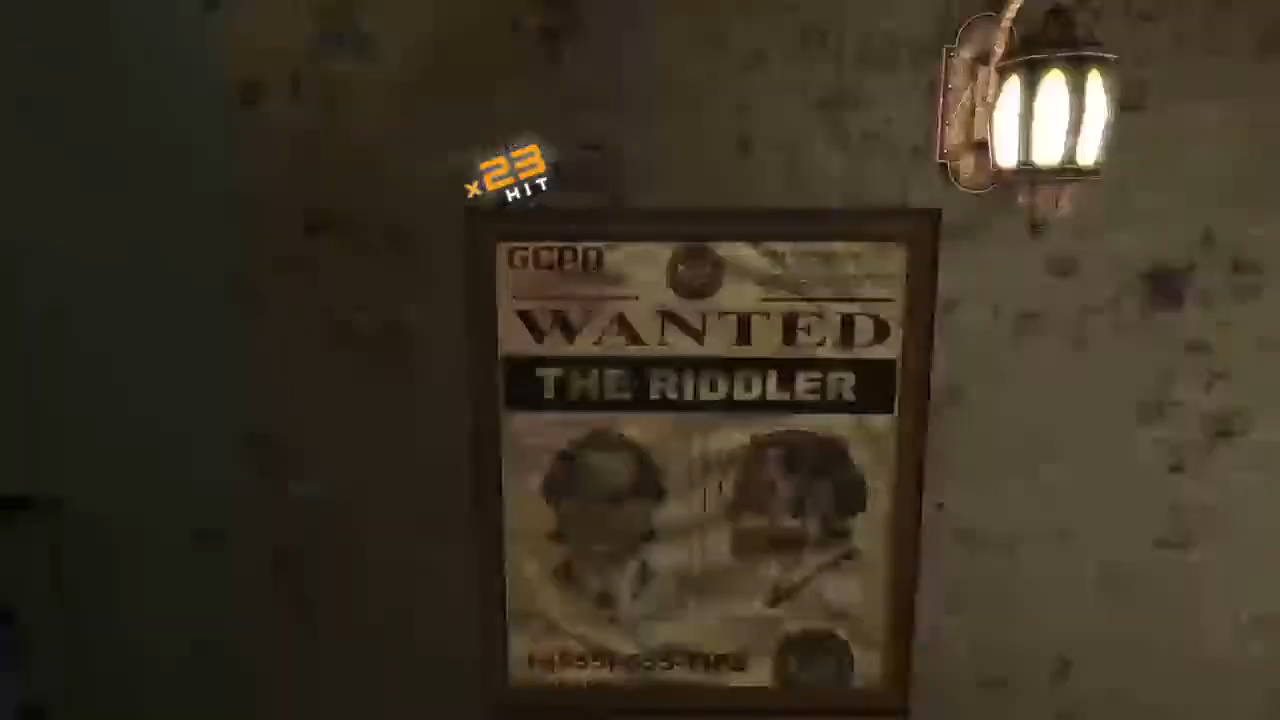 x23
HIT
GCPD
WANTED
THE RIDDLER